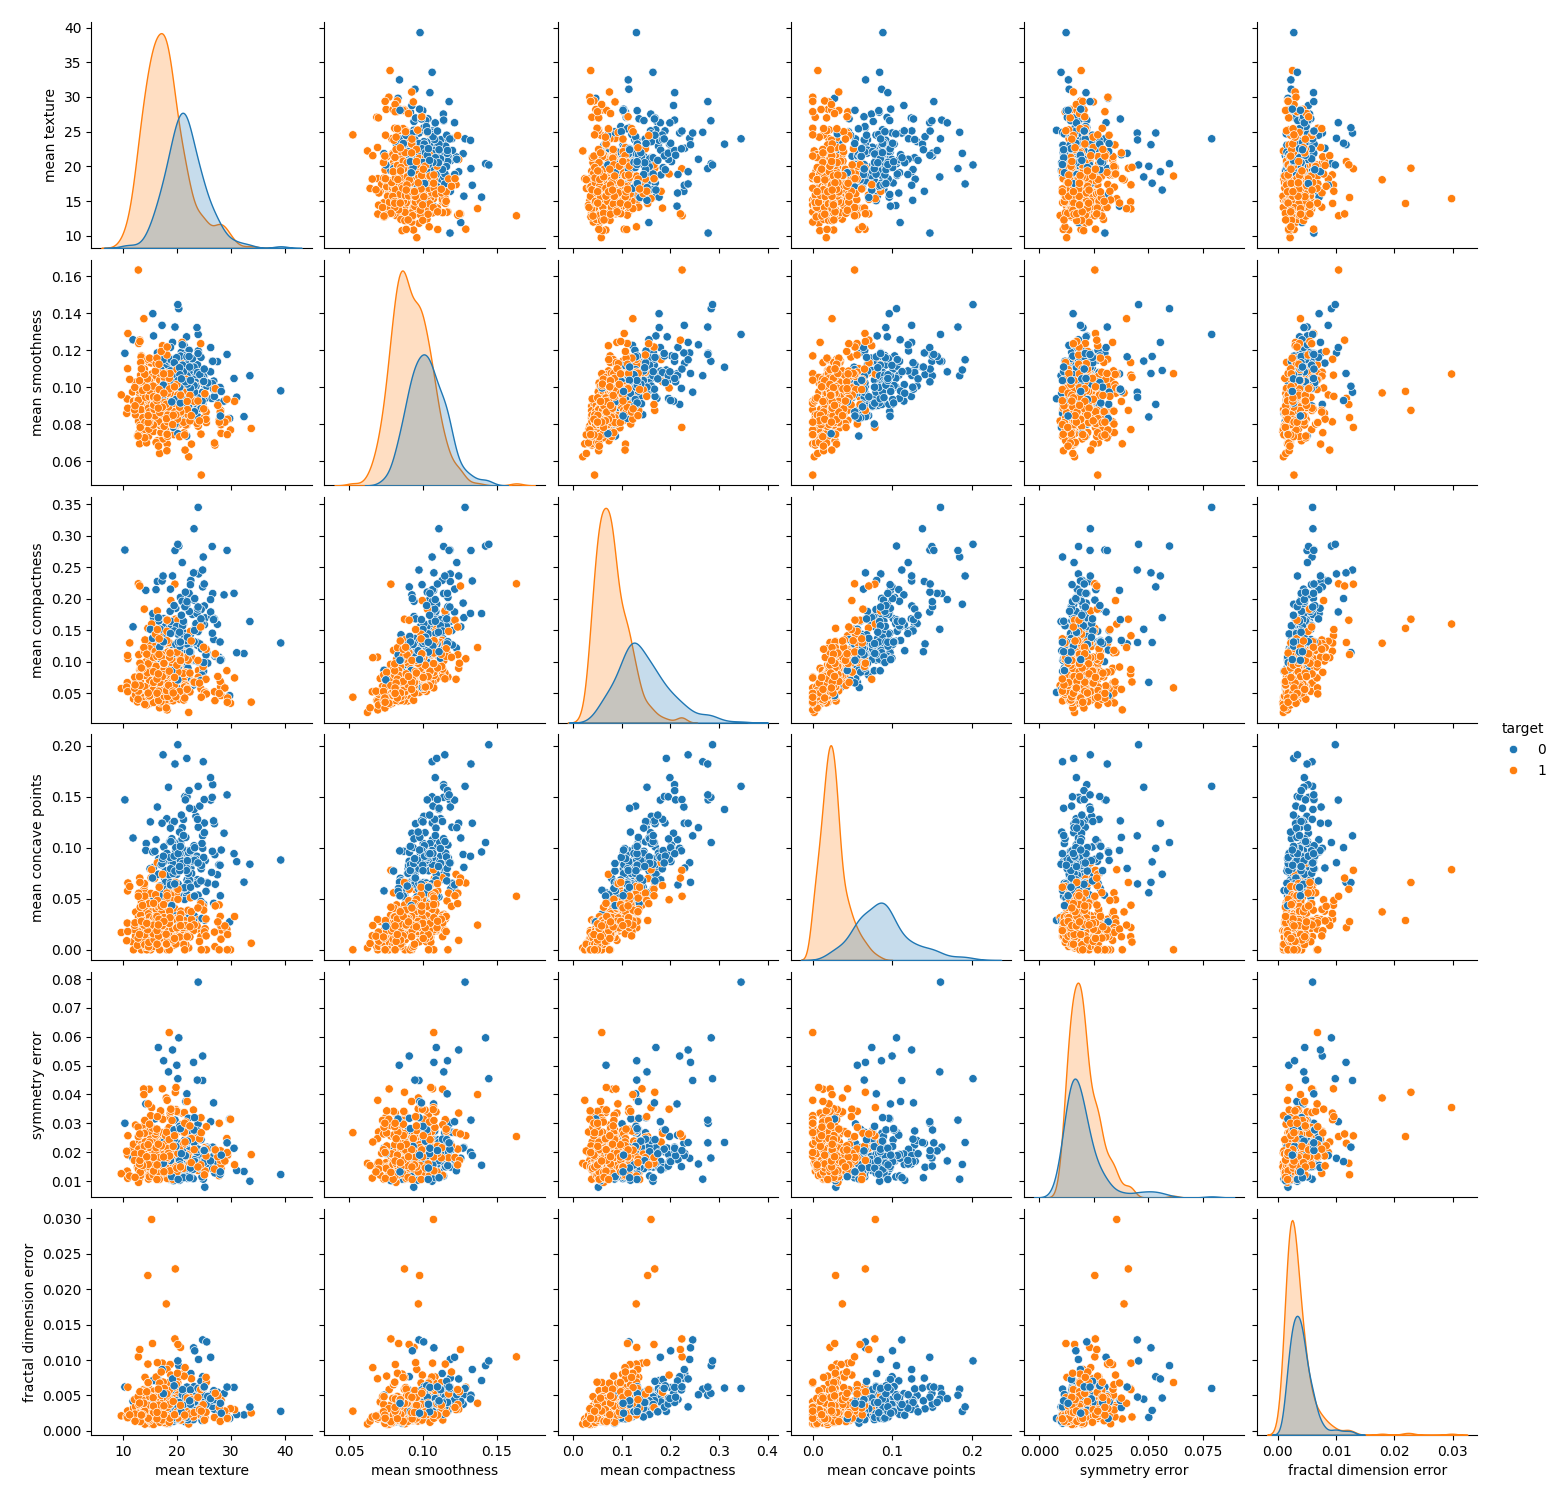 40
35
30
25
20
15
10
mean texture
0.16
0.14
0.12
0.10
0.08
0.06
mean smoothness
0.35
0.30
0.25
0.20
0.15
0.10
0.05
mean compactness
target
0
1
0.20
0.15
0.10
0.05
0.00
mean concave points
0.08
0.07
0.06
0.05
0.04
0.03
0.02
0.01
symmetry error
0.030
0.025
0.020
0.015
0.010
0.005
0.000
fractal dimension error
10 20 30 40
0.05 0.10 0.15
0.0 0.1 0.2 0.3 0.4
0.0 0.1 0.2
0.000 0.025 0.050 0.075
0.00 0.01 0.02 0.03
mean texture
mean smoothness
mean compactness
mean concave points
symmetry error
fractal dimension error